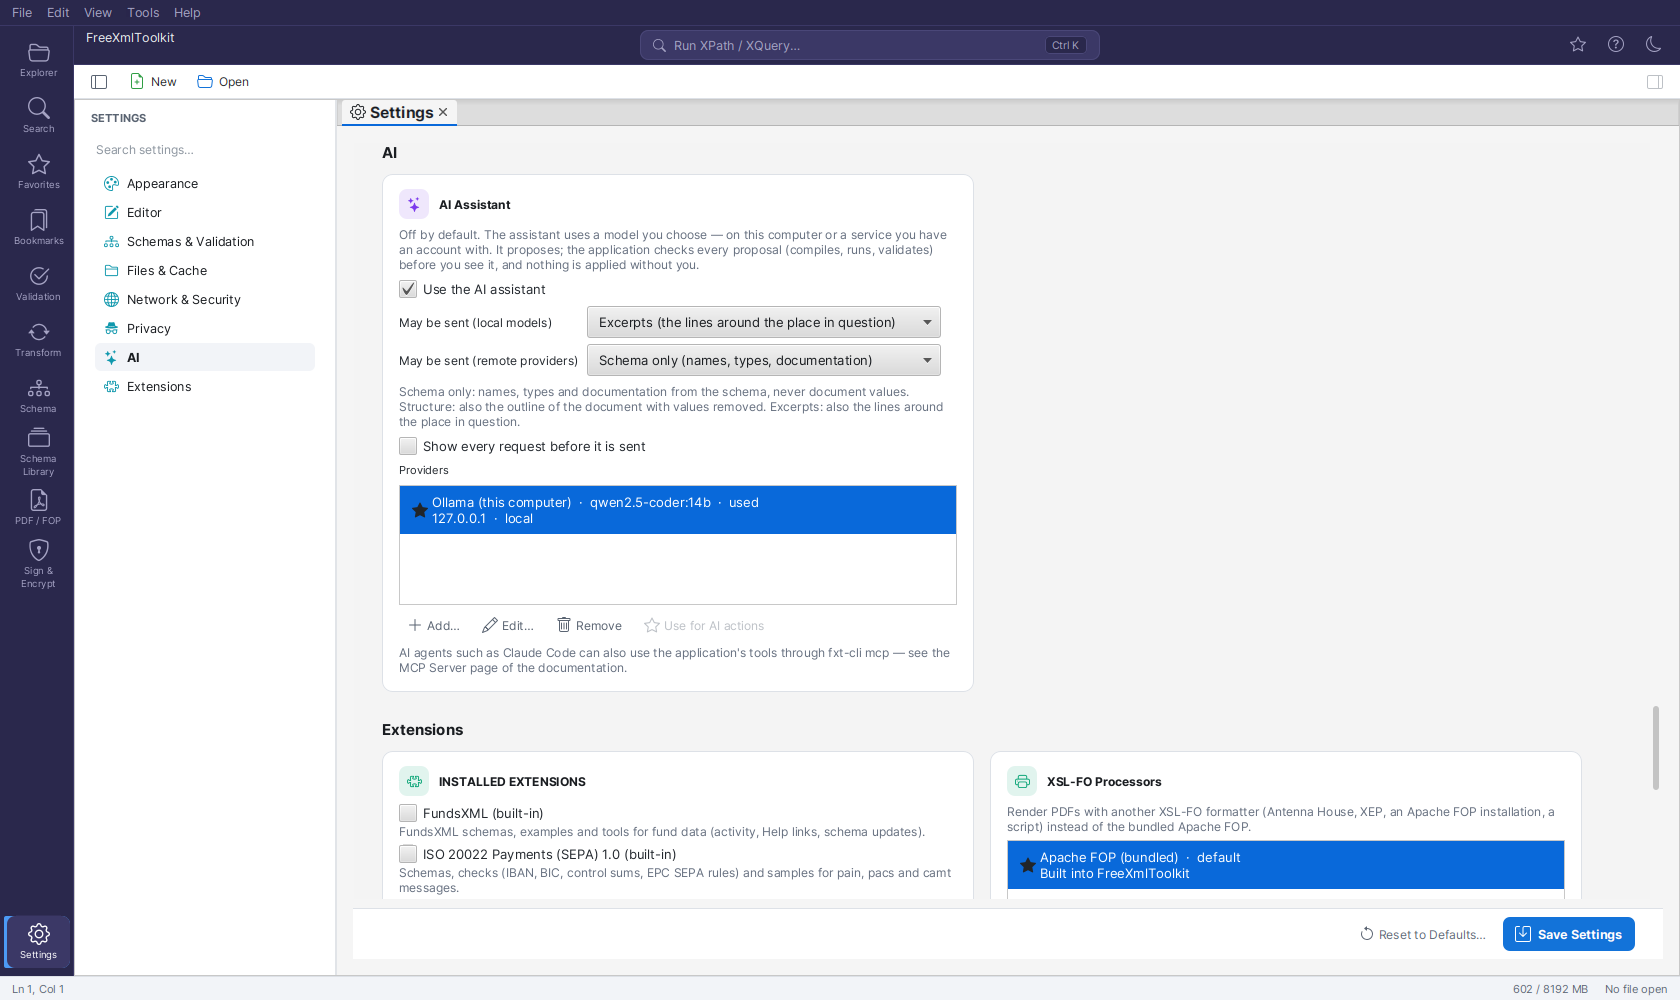 File Edit View Tools Help
FreeXmlToolkit
Run XPath / XQuery...
Ctrl K
Explorer
Search
Favorites
Bookmarks
Validation
Transform
Schema
Schema
Library
PDF / FOP
Sign &
Encrypt
Settings
New
Open
SETTINGS
Search settings...
Appearance
Editor
Schemas & Validation
Files & Cache
Network & Security
Privacy
AI
Extensions
Settings
AI
AI Assistant
Off by default. The assistant uses a model you choose — on this computer or a service you have
an account with. It proposes; the application checks every proposal (compiles, runs, validates)
before you see it, and nothing is applied without you.
Use the AI assistant
May be sent (local models) Excerpts (the lines around the place in question)
May be sent (remote providers) Schema only (names, types, documentation)
Schema only: names, types and documentation from the schema, never document values.
Structure: also the outline of the document with values removed. Excerpts: also the lines around
the place in question.
Show every request before it is sent
Providers
Ollama (this computer) · qwen2.5-coder:14b · used
127.0.0.1 · local
Add... Edit... Remove Use for AI actions
AI agents such as Claude Code can also use the application's tools through fxt-cli mcp — see the
MCP Server page of the documentation.
Extensions
INSTALLED EXTENSIONS
FundsXML (built-in)
FundsXML schemas, examples and tools for fund data (activity, Help links, schema updates).
ISO 20022 Payments (SEPA) 1.0 (built-in)
Schemas, checks (IBAN, BIC, control sums, EPC SEPA rules) and samples for pain, pacs and camt
messages.
XSL-FO Processors
Render PDFs with another XSL-FO formatter (Antenna House, XEP, an Apache FOP installation, a
script) instead of the bundled Apache FOP.
Apache FOP (bundled) · default
Built into FreeXmlToolkit
Reset to Defaults...
Save Settings
Ln 1, Col 1
602 / 8192 MB
No file open